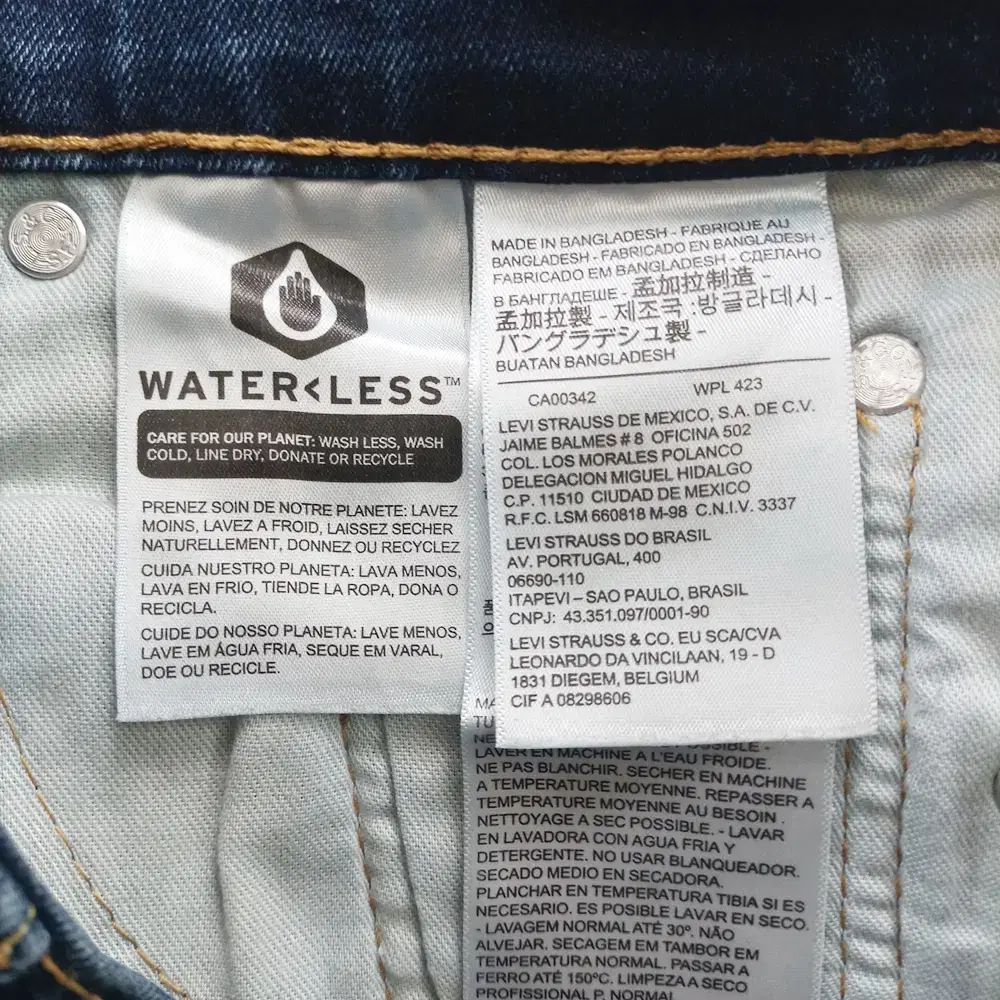 WATER<LESS™
CARE FOR OUR PLANET: WASH LESS, WASH
COLD, LINE DRY, DONATE OR RECYCLE
PRENEZ SOIN DE NOTRE PLANETE: LAVEZ
MOINS, LAVEZ A FROID, LAISSEZ SECHER
NATURELLEMENT, DONNEZ OU RECYCLEZ
CUIDA NUESTRO PLANETA: LAVA MENOS,
LAVA EN FRIO, TIENDE LA ROPA, DONA O
RECICLA.
CUIDE DO NOSSO PLANETA: LAVE MENOS,
LAVE EM ÁGUA FRIA, SEQUE EM VARAL,
DOE OU RECICLE.
MADE IN BANGLADESH - FABRIQUE AU
BANGLADESH - FABRICADO EN BANGLADESH -
FABRICADO EM BANGLADESH - СДЕЛАНО
В БАНГЛАДЕШЕ - 孟加拉制造 -
孟加拉製 - 제조국 :방글라데시 -
バングラデシュ製 -
BUATAN BANGLADESH
CA00342 WPL 423
LEVI STRAUSS DE MEXICO, S.A. DE C.V.
JAIME BALMES # 8 OFICINA 502
COL. LOS MORALES POLANCO
DELEGACION MIGUEL HIDALGO
C.P. 11510 CIUDAD DE MEXICO
R.F.C. LSM 660818 M-98 C.N.I.V. 3337
LEVI STRAUSS DO BRASIL
AV. PORTUGAL, 400
06690-110
ITAPEVI – SAO PAULO, BRASIL
CNPJ: 43.351.097/0001-90
LEVI STRAUSS & CO. EU SCA/CVA
LEONARDO DA VINCILAAN, 19 - D
1831 DIEGEM, BELGIUM
CIF A 08298606
LAVER EN MACHINE A L'EAU FROIDE.
NE PAS BLANCHIR. SECHER EN MACHINE
A TEMPERATURE MOYENNE. REPASSER A
TEMPERATURE MOYENNE AU BESOIN .
NETTOYAGE A SEC POSSIBLE. - LAVAR
EN LAVADORA CON AGUA FRIA Y
DETERGENTE. NO USAR BLANQUEADOR.
SECADO MEDIO EN SECADORA.
PLANCHAR EN TEMPERATURA TIBIA SI ES
NECESARIO. ES POSIBLE LAVAR EN SECO.
- LAVAGEM NORMAL ATÉ 30º. NÃO
ALVEJAR. SECAGEM EM TAMBOR EM
TEMPERATURA NORMAL. PASSAR A
FERRO ATÉ 150ºC. LIMPEZA A SECO
PROFISSIONAL P. NORMAL